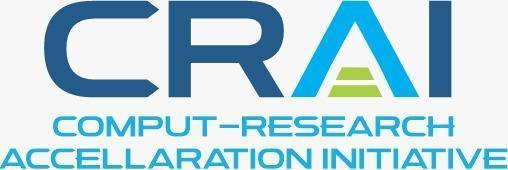 CRAI
COMPUT-RESEARCH
ACCELLARATION INITIATIVE